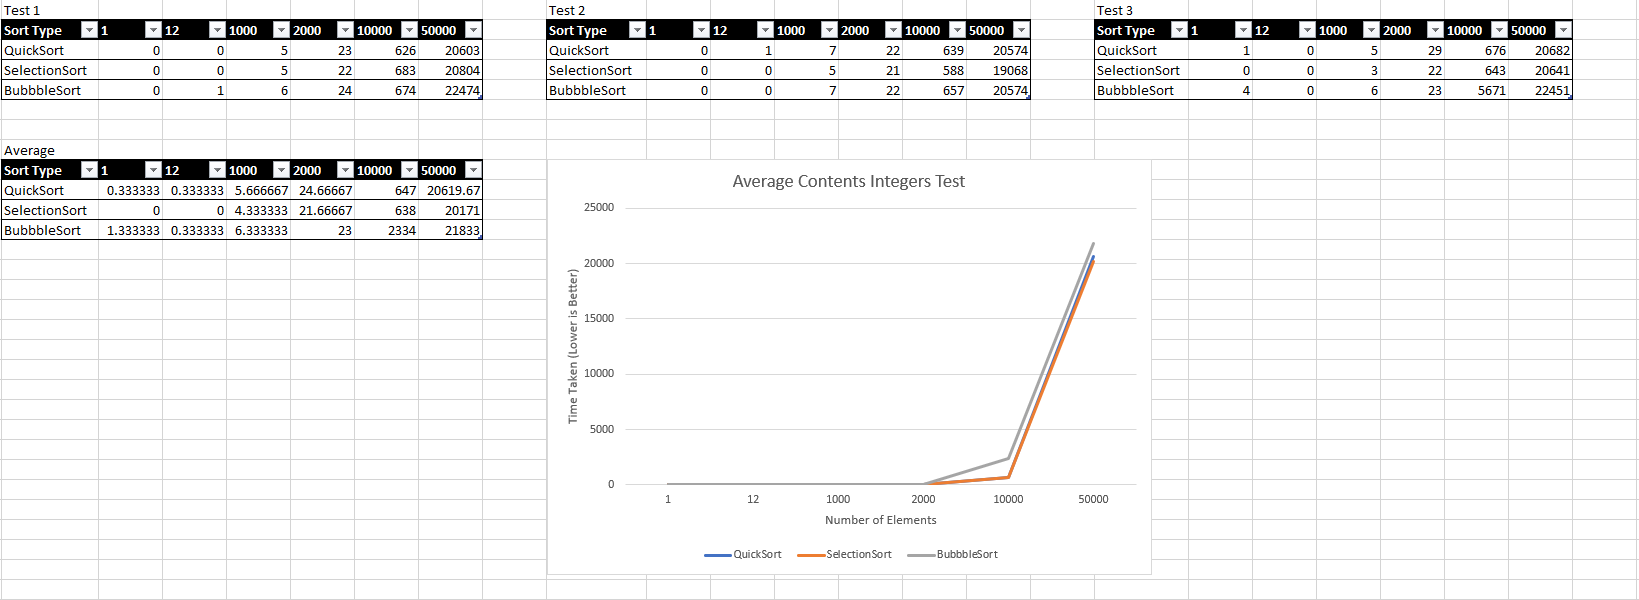 Test 1 Test 2 Test 3
Sort Type 1 12 1000 2000 10000 50000 Sort Type 1 12 1000 2000 10000 50000 Sort Type 1 12 1000 2000 10000 50000
QuickSort 0 0 5 23 626 20603 QuickSort 0 1 7 22 639 20574 QuickSort 1 0 5 29 676 20682
SelectionSort 0 0 5 22 683 20804 SelectionSort 0 0 5 21 588 19068 SelectionSort 0 0 3 22 643 20641
BubbbleSort 0 1 6 24 674 22474 BubbbleSort 0 0 7 22 657 20574 BubbbleSort 4 0 6 23 5671 22451
Average
Sort Type 1 12 1000 2000 10000 50000
QuickSort 0.333333 0.333333 5.666667 24.66667 647 20619.67
SelectionSort 0 0 4.333333 21.66667 638 20171
BubbbleSort 1.333333 0.333333 6.333333 23 2334 21833
Average Contents Integers Test
Time Taken (Lower is Better)
25000
20000
15000
10000
5000
0
1 12 1000 2000 10000 50000
Number of Elements
QuickSort SelectionSort BubbbleSort